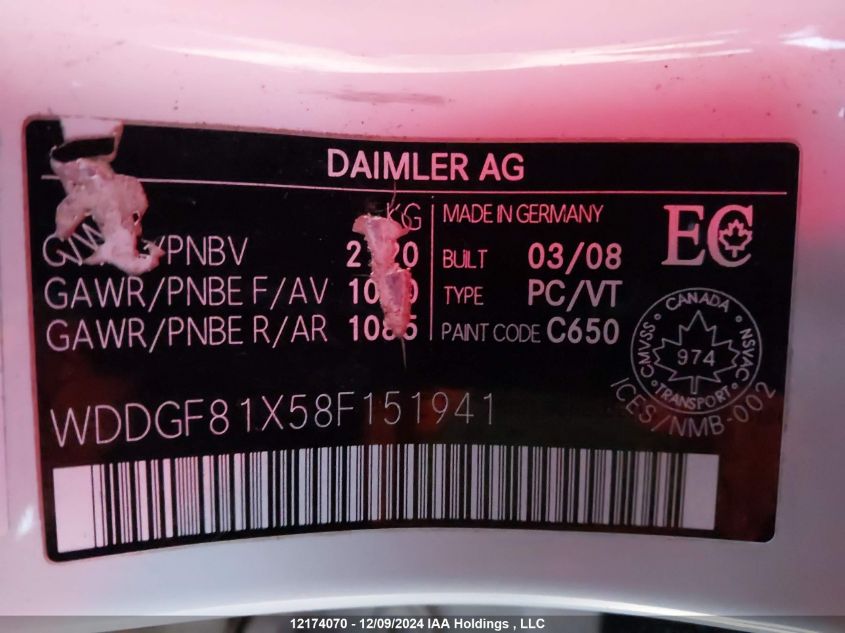 DAIMLER AG
KG
/PNBV
GAWR/PNBE F/AV
GAWR/PNBE R/AR
MADE IN GERMANY
BUILT 03/08
TYPE PC/VT
PAINT CODE C650
EC
CANADA
CMVSS NSVAC
974
TRANSPORT
ICES/NMB-002
WDDGF81X58F151941
12174070 - 12/09/2024 IAA Holdings , LLC